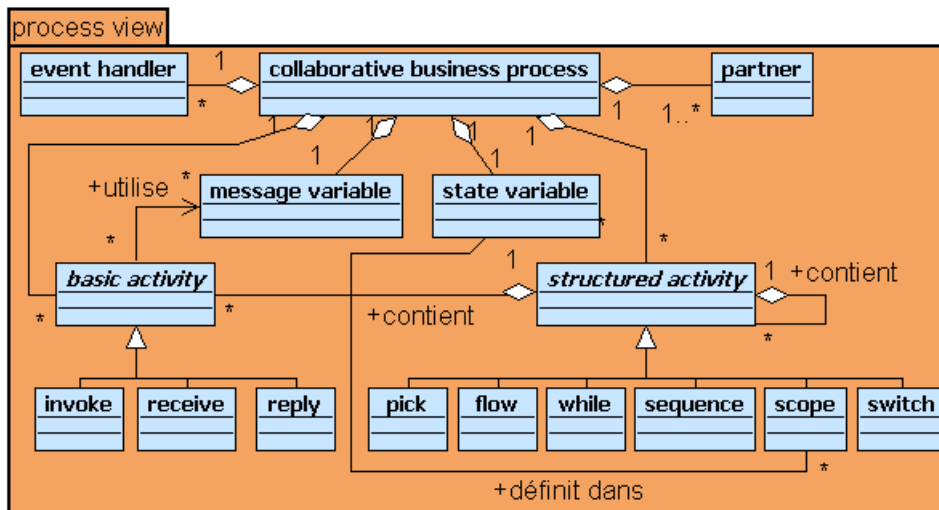 process view
event handler
1
*
collaborative business process
1
1..*
partner
1
1
1
1
1
1
+utilise
*
*
message variable
state variable
*
*
basic activity
*
*
+contient
1
structured activity
1
+contient
*
invoke
receive
reply
pick
flow
while
sequence
scope
switch
*
+définit dans